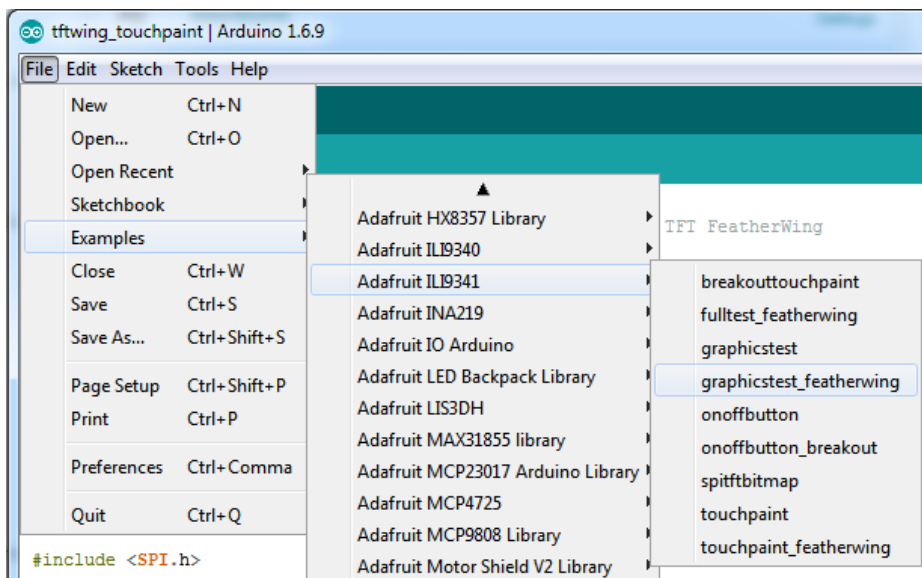 tftwing_touchpaint | Arduino 1.6.9
File Edit Sketch Tools Help
New Ctrl+N
Open... Ctrl+O
Open Recent
Sketchbook
Examples
Close Ctrl+W
Save Ctrl+S
Save As... Ctrl+Shift+S
Page Setup Ctrl+Shift+P
Print Ctrl+P
Preferences Ctrl+Comma
Quit Ctrl+Q
Adafruit HX8357 Library
Adafruit ILI9340
Adafruit ILI9341
Adafruit INA219
Adafruit IO Arduino
Adafruit LED Backpack Library
Adafruit LIS3DH
Adafruit MAX31855 library
Adafruit MCP23017 Arduino Library
Adafruit MCP4725
Adafruit MCP9808 Library
Adafruit Motor Shield V2 Library
TFT FeatherWing
breakouttouchpaint
fulltest_featherwing
graphicstest
graphicstest_featherwing
onoffbutton
onoffbutton_breakout
spitftbitmap
touchpaint
touchpaint_featherwing
#include <SPI.h>